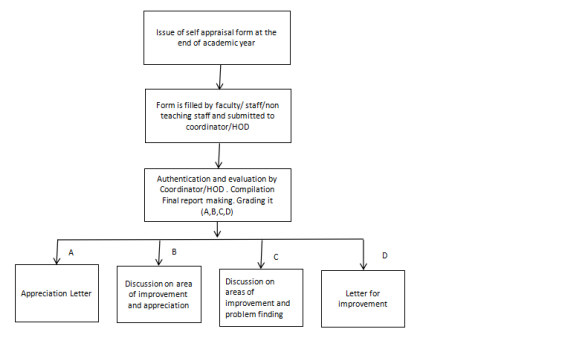 Issue of self appraisal form at the
end of academic year
Form is filled by faculty/ staff/non
teaching staff and submitted to
coordinator/HOD
Authentication and evaluation by
Coordinator/HOD . Compilation
Final report making. Grading it
(A,B,C,D)
A
B
C
D
Appreciation Letter
Discussion on area
of improvement
and appreciation
Discussion on
areas of
improvement and
problem finding
Letter for
improvement